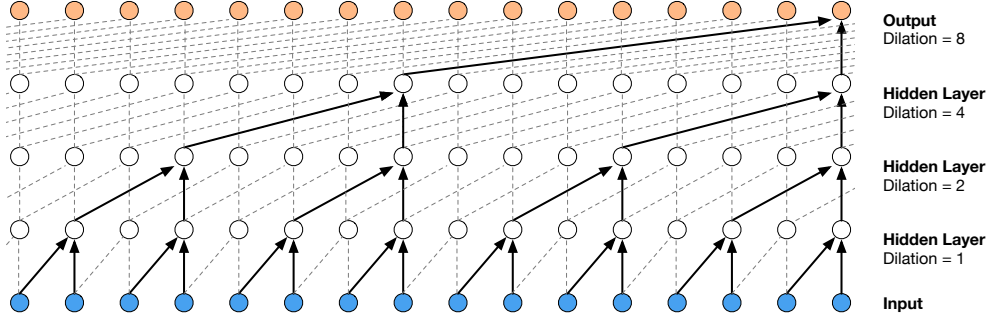 Output
Dilation = 8
Hidden Layer
Dilation = 4
Hidden Layer
Dilation = 2
Hidden Layer
Dilation = 1
Input